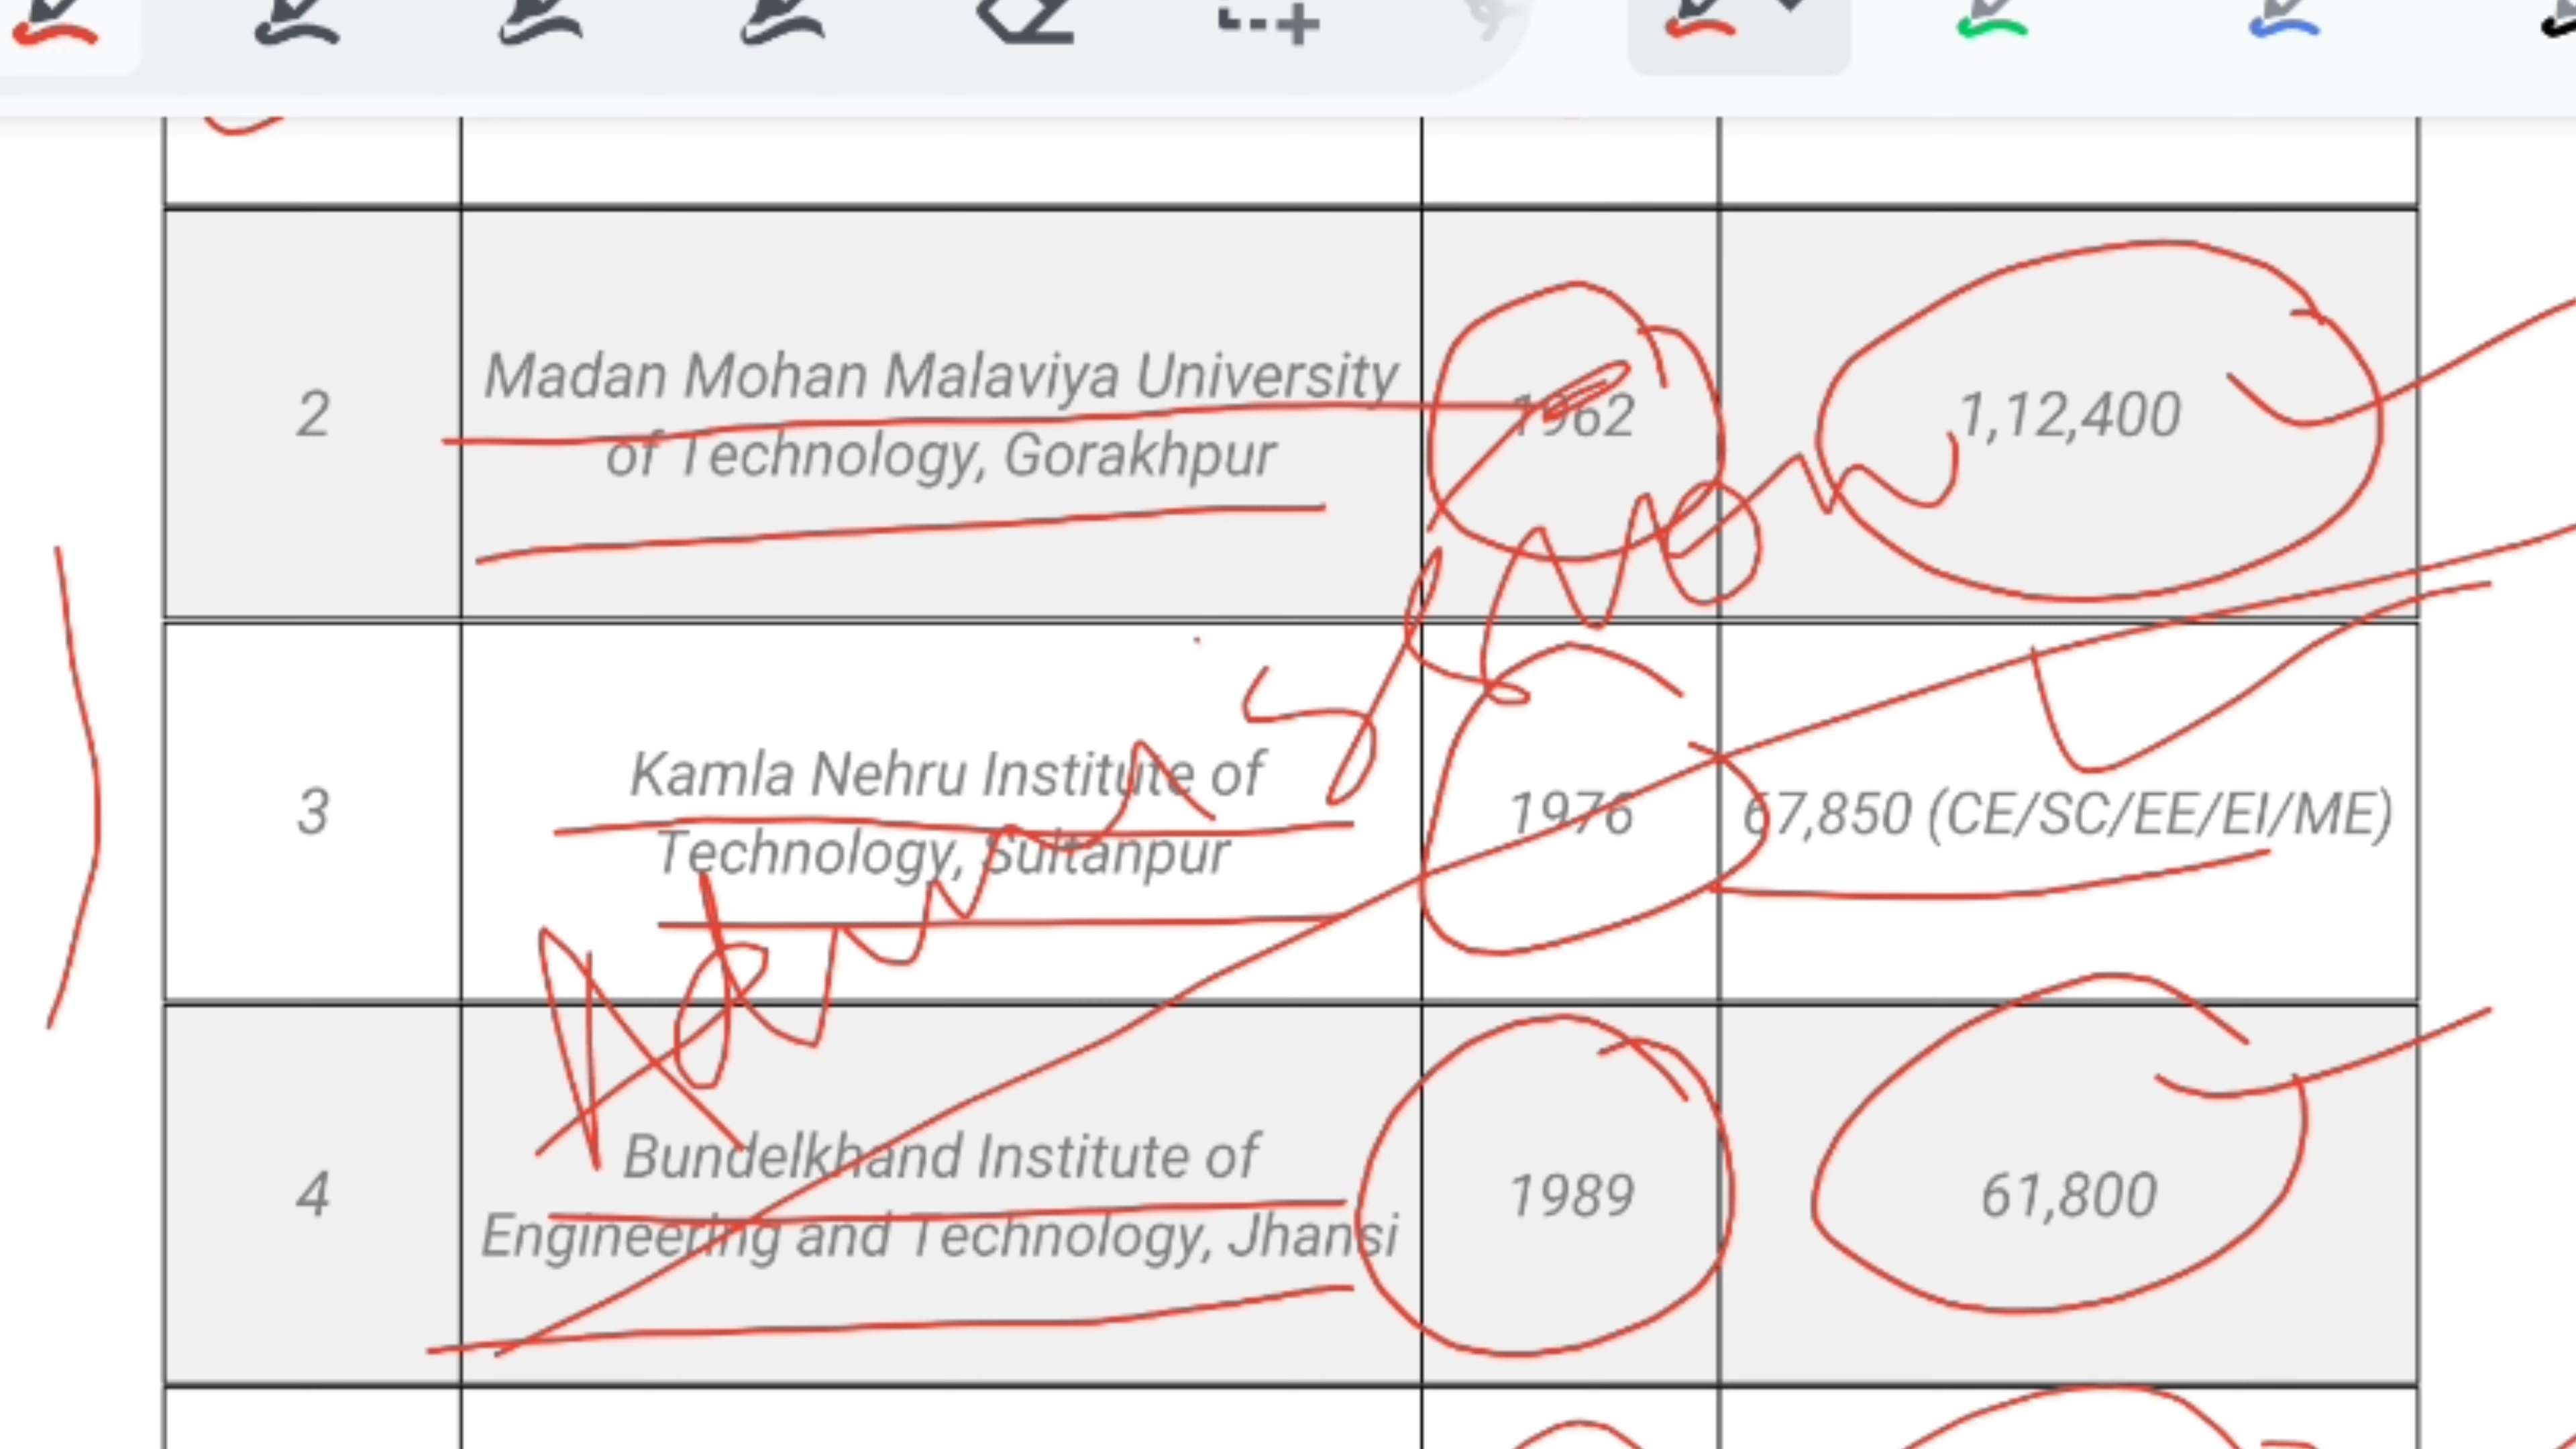 2
Madan Mohan Malaviya University
of Technology, Gorakhpur
1962
1,12,400
3
Kamla Nehru Institute of
Technology, Sultanpur
1976
67,850 (CE/SC/EE/EI/ME)
4
Bundelkhand Institute of
Engineering and Technology, Jhansi
1989
61,800